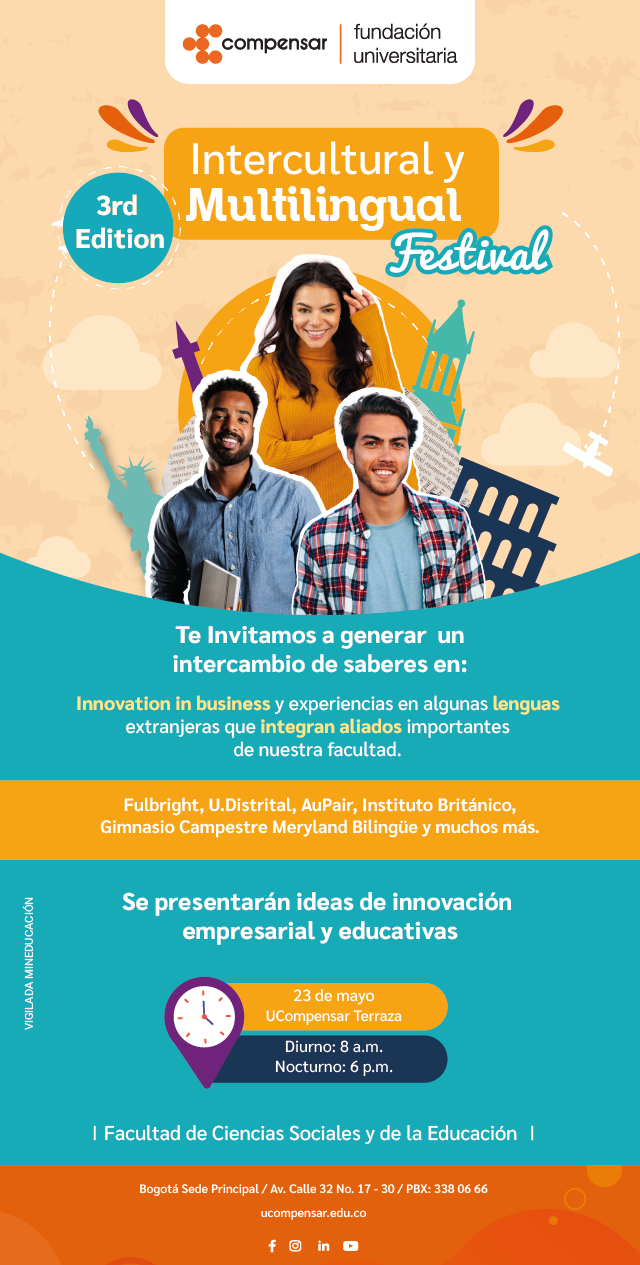 compensar
fundación
universitaria
Intercultural y
Multilingual
Festival
3rd
Edition
Te Invitamos a generar un
intercambio de saberes en:
Innovation in business y experiencias en algunas lenguas
extranjeras que integran aliados importantes
de nuestra facultad.
Fulbright, U.Distrital, AuPair, Instituto Británico,
Gimnasio Campestre Meryland Bilingüe y muchos más.
Se presentarán ideas de innovación
empresarial y educativas
VIGILADA MINEDUCACIÓN
23 de mayo
UCompensar Terraza
Diurno: 8 a.m.
Nocturno: 6 p.m.
| Facultad de Ciencias Sociales y de la Educación |
Bogotá Sede Principal / Av. Calle 32 No. 17 - 30 / PBX: 338 06 66
ucompensar.edu.co